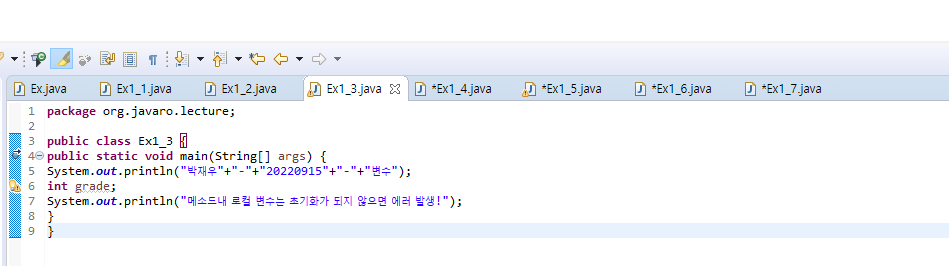 Ex.java Ex1_1.java Ex1_2.java Ex1_3.java *Ex1_4.java *Ex1_5.java *Ex1_6.java *Ex1_7.java
1 package org.javaro.lecture;
2
3 public class Ex1_3 {
4 public static void main(String[] args) {
5 System.out.println("박재우"+"-"+"20220915"+"-"+"변수");
6 int grade;
7 System.out.println("메소드내 로컬 변수는 초기화가 되지 않으면 에러 발생!");
8 }
9 }